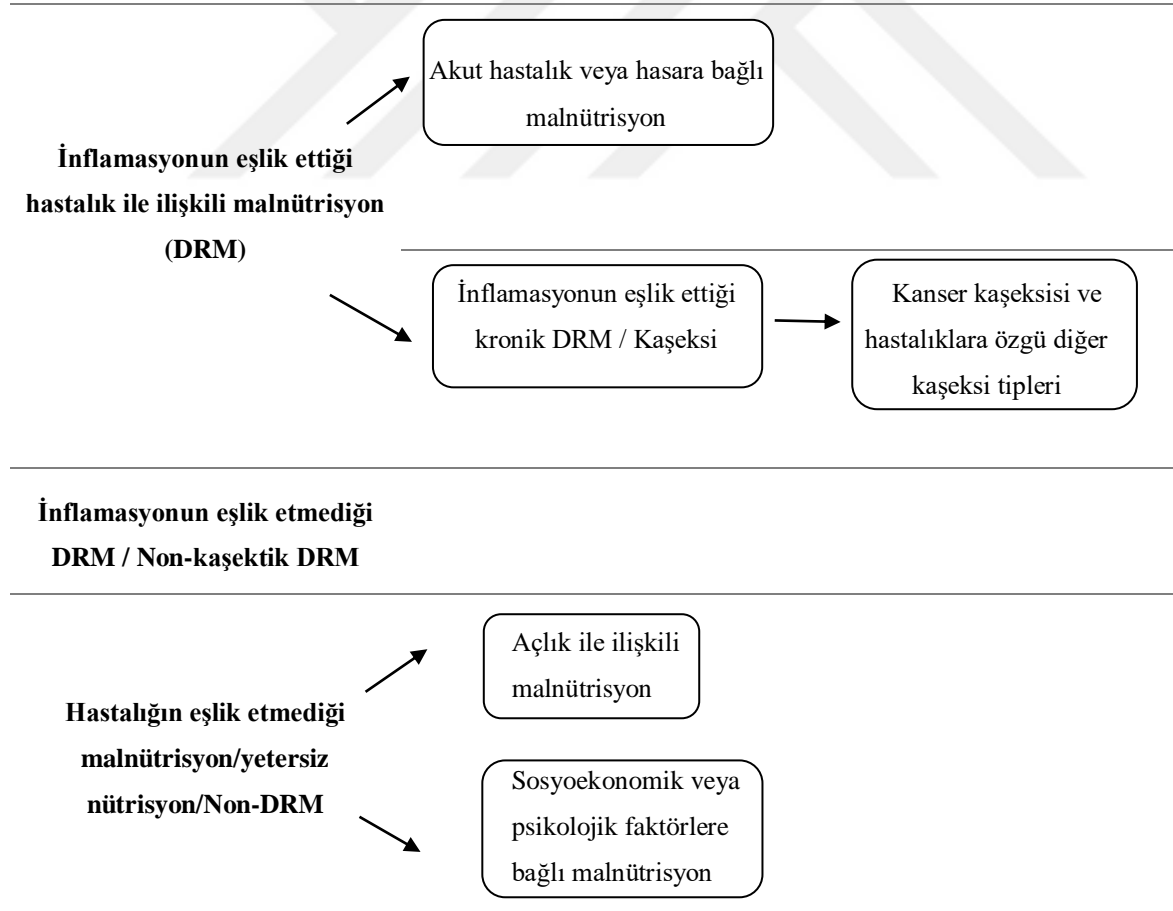 Akut hastalık veya hasara bağlı
malnütrisyon
İnflamasyonun eşlik ettiği
hastalık ile ilişkili malnütrisyon
(DRM)
İnflamasyonun eşlik ettiği
kronik DRM / Kaşeksi
Kanser kaşeksisi ve
hastalıklara özgü diğer
kaşeksi tipleri
İnflamasyonun eşlik etmediği
DRM / Non-kaşektik DRM
Açlık ile ilişkili
malnütrisyon
Hastalığın eşlik etmediği
malnütrisyon/yetersiz
nütrisyon/Non-DRM
Sosyoekonomik veya
psikolojik faktörlere
bağlı malnütrisyon